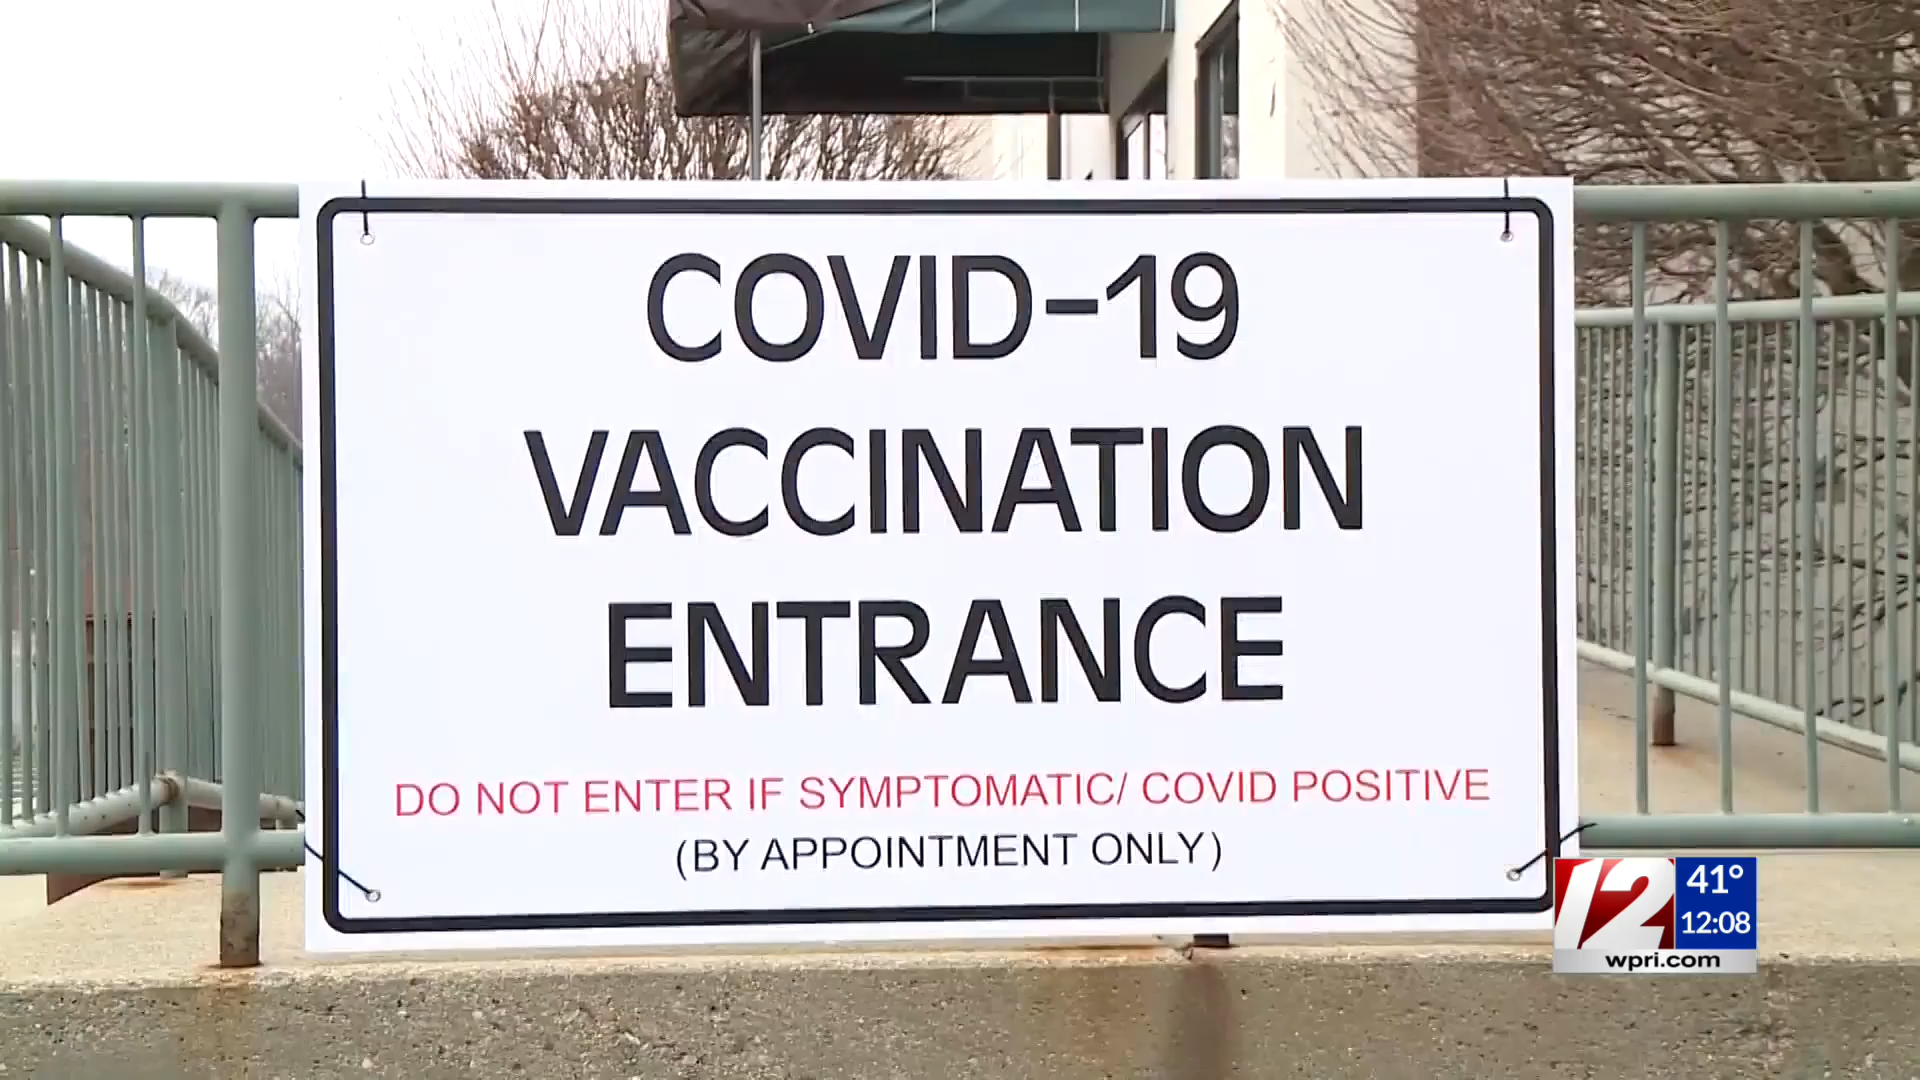 COVID-19
VACCINATION
ENTRANCE
DO NOT ENTER IF SYMPTOMATIC/ COVID POSITIVE
(BY APPOINTMENT ONLY)
12
41°
12:08
wpri.com